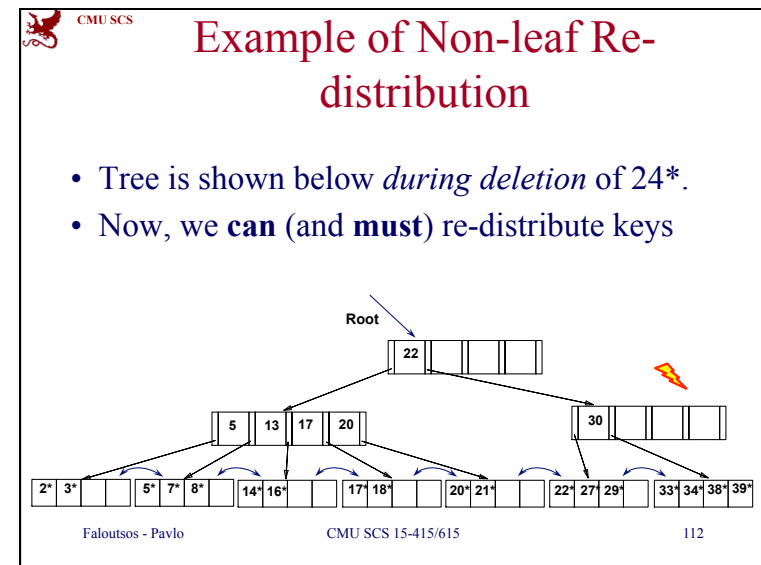 CMU SCS
Example of Non-leaf Re-
distribution
• Tree is shown below during deletion of 24*.
• Now, we can (and must) re-distribute keys
Root
22
5 13 17 20
30
2* 3* 5* 7* 8* 14* 16* 17* 18* 20* 21* 22* 27* 29* 33* 34* 38* 39*
Faloutsos - Pavlo CMU SCS 15-415/615 112